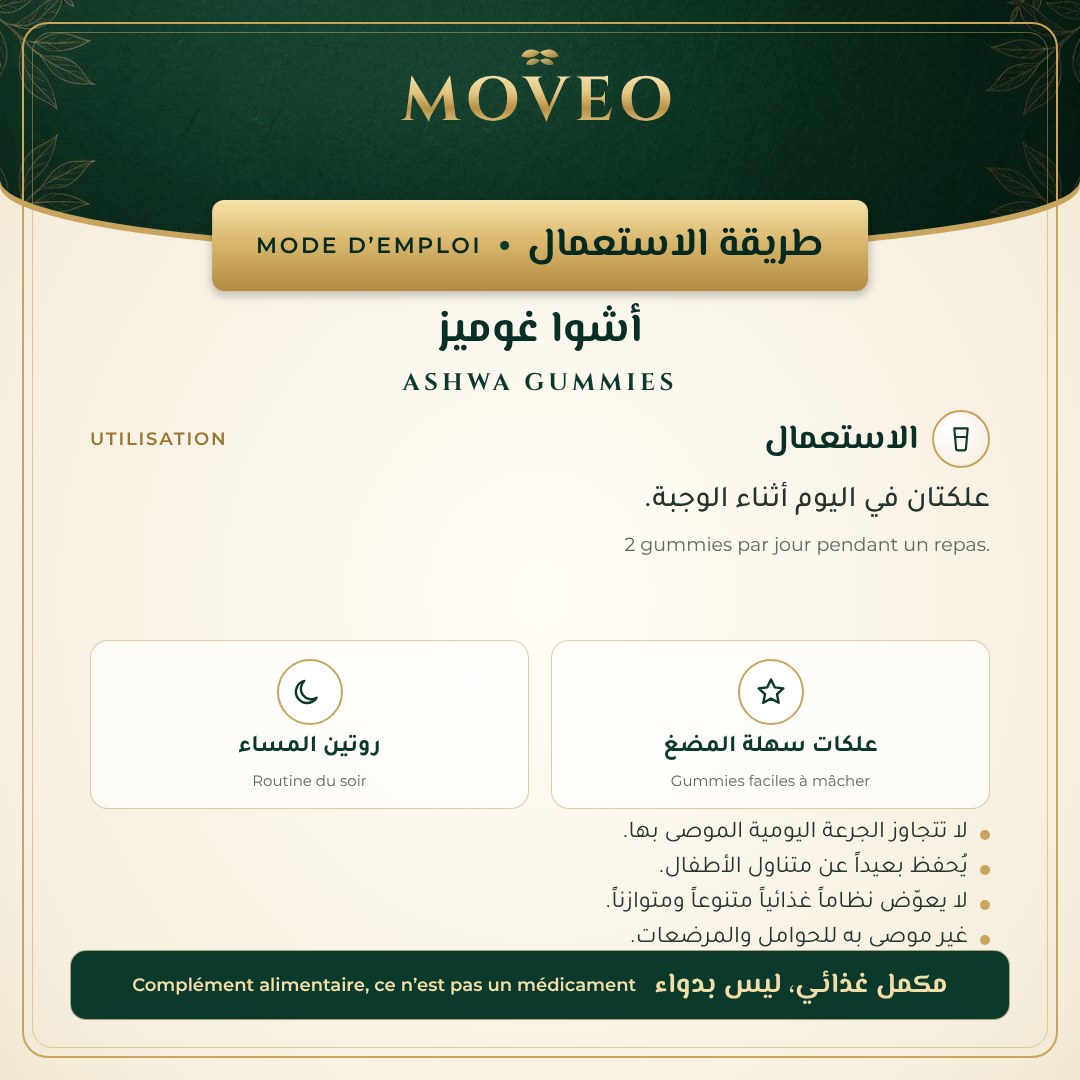 MOVEO
طريقة الاستعمال • MODE D’EMPLOI
أشوا غوميز
ASHWA GUMMIES
الاستعمال
UTILISATION
علكتان في اليوم أثناء الوجبة.
2 gummies par jour pendant un repas.
علكات سهلة المضغ
Gummies faciles à mâcher
روتين المساء
Routine du soir
لا تتجاوز الجرعة اليومية الموصى بها.
يُحفظ بعيداً عن متناول الأطفال.
لا يعوّض نظاماً غذائياً متنوعاً ومتوازناً.
غير موصى به للحوامل والمرضعات.
مكمل غذائي، ليس بدواء Complément alimentaire, ce n’est pas un médicament